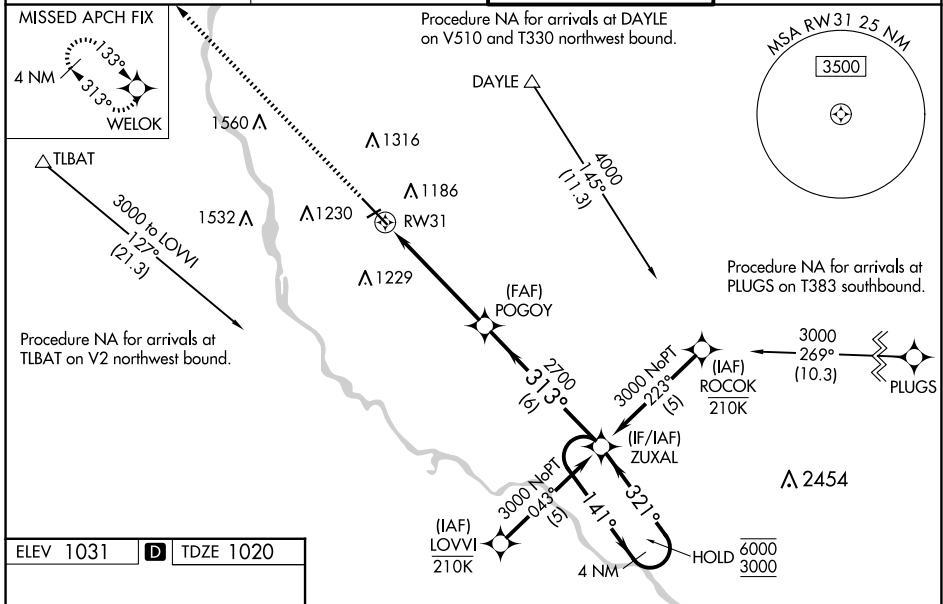 MISSED APCH FIX
133°
4 NM
313°
WELOK
Procedure NA for arrivals at DAYLE
on V510 and T330 northwest bound.
MSA RW31 25 NM
3500
DAYLE
4000
145°
(11.3)
TLBAT
3000 to LOVVI
127°
(21.3)
1560
1316
1186
1532
1230
RW31
1229
Procedure NA for arrivals at
TLBAT on V2 northwest bound.
(FAF)
POGOY
2700
313°
(6)
Procedure NA for arrivals at
PLUGS on T383 southbound.
3000
269°
(10.3)
PLUGS
(IAF)
ROCOK
210K
3000 NoPT
223°
(5)
(IF/IAF)
ZUXAL
2454
3000 NoPT
043°
(5)
(IAF)
LOVVI
210K
141°
321°
4 NM
HOLD 6000
3000
ELEV 1031 D TDZE 1020